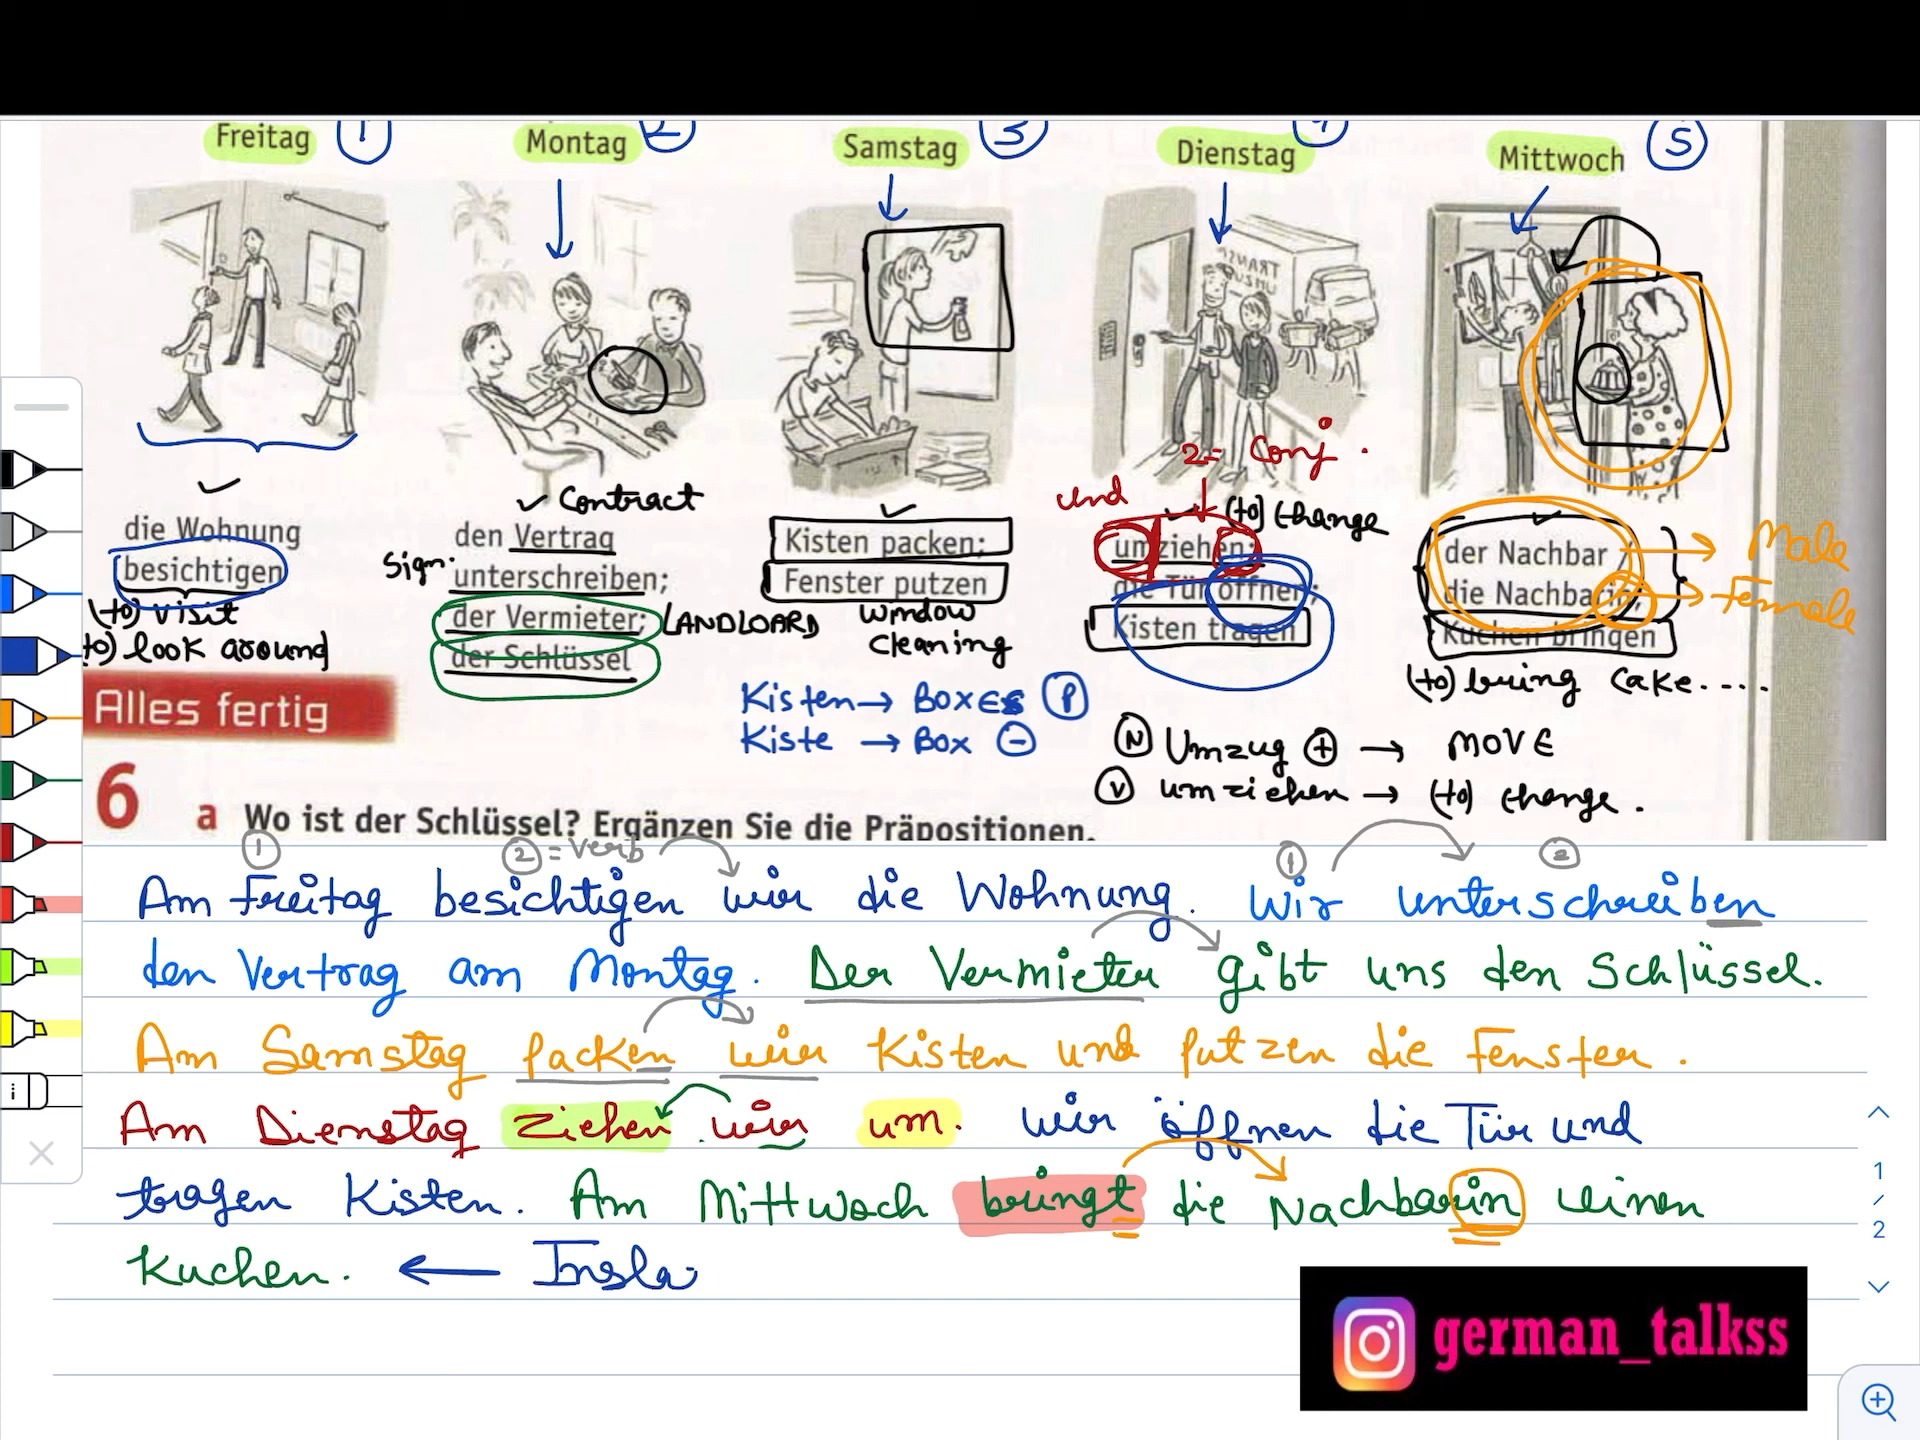 Freitag 1 Montag 2 Samstag 3 Dienstag 4 Mittwoch 5
TRANSP
UMZUG
2 = Conj.
✓ ✓ Contract ✓ und ✓ (to) change ✓
die Wohnung
besichtigen
(to) visit
(to) look around
den Vertrag
Sign. unterschreiben;
der Vermieter; LANDLOARD
der Schlüssel
Kisten packen;
Fenster putzen
Window
cleaning
Kisten → BOXES P
Kiste → BOX –
umziehen;
die Tür öffnen;
Kisten tragen
N Umzug + → MOVE
V umziehen → (to) change.
der Nachbar / → Male
die Nachbarin; → Female
Kuchen bringen
(to) bring cake....
Alles fertig
6 a Wo ist der Schlüssel? Ergänzen Sie die Präpositionen.
1 2 = Verb 1 2
Am Freitag besichtigen wir die Wohnung. Wir unterschreiben
den Vertrag am Montag. Der Vermieter gibt uns den Schlüssel.
Am Samstag packen wir Kisten und putzen die Fenster.
Am Dienstag ziehen wir um. wir öffnen die Tür und
tragen Kisten. Am Mittwoch bringt die Nachbarin einen
Kuchen. ←— Insta
1
/
2
german_talkss